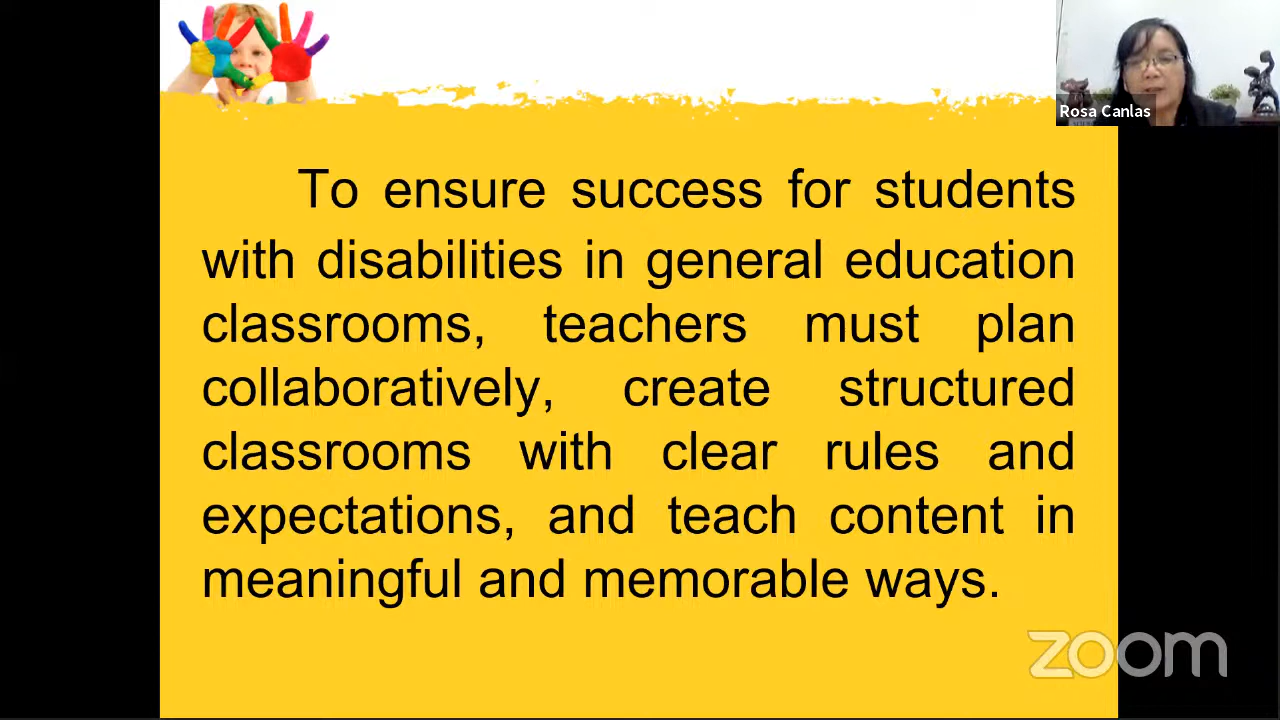 Rosa Canlas
To ensure success for students
with disabilities in general education
classrooms, teachers must plan
collaboratively, create structured
classrooms with clear rules and
expectations, and teach content in
meaningful and memorable ways.
zoom